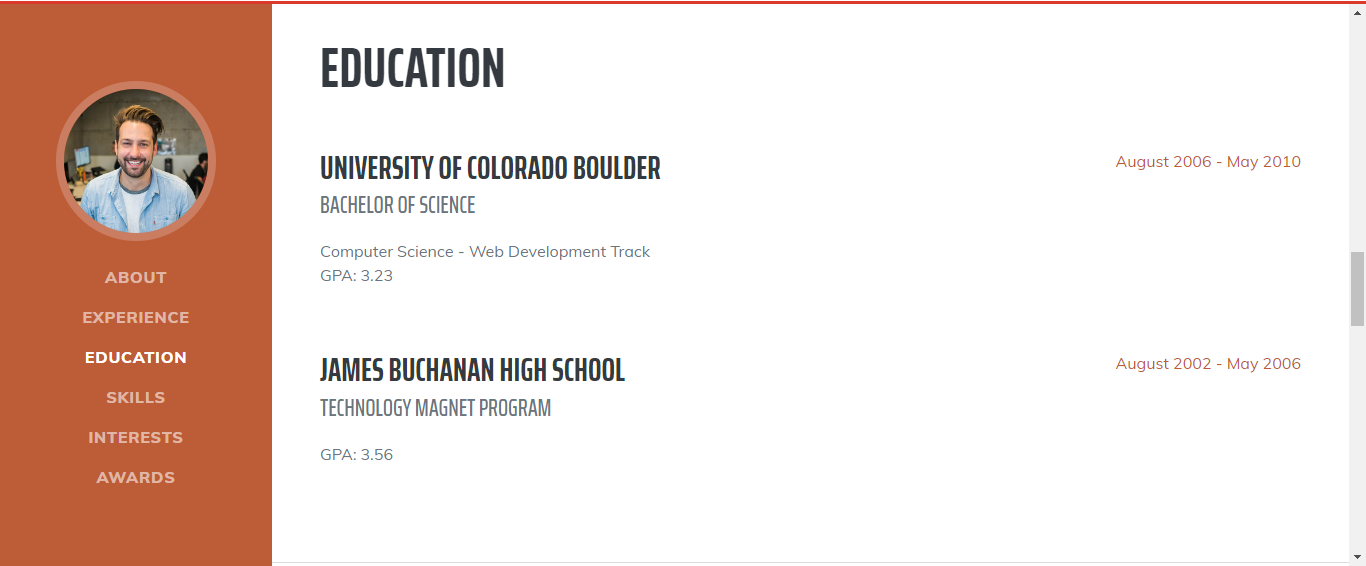 ABOUT
EXPERIENCE
EDUCATION
SKILLS
INTERESTS
AWARDS
EDUCATION
UNIVERSITY OF COLORADO BOULDER
August 2006 - May 2010
BACHELOR OF SCIENCE
Computer Science - Web Development Track
GPA: 3.23
JAMES BUCHANAN HIGH SCHOOL
August 2002 - May 2006
TECHNOLOGY MAGNET PROGRAM
GPA: 3.56